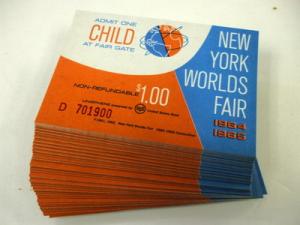 ADMIT ONE
CHILD
AT FAIR GATE
NEW
YORK
WORLDS
FAIR
1964
1965
NON-REFUNDABLE $1.00
D 701900